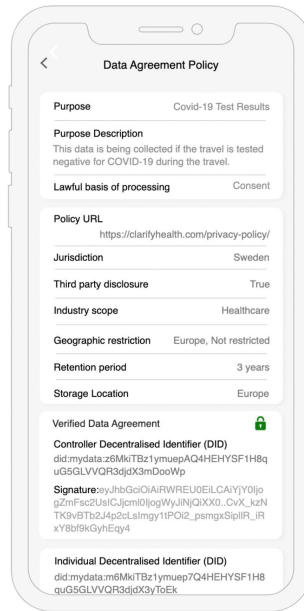 Data Agreement Policy
Purpose Covid-19 Test Results
Purpose Description
This data is being collected if the travel is tested
negative for COVID-19 during the travel.
Lawful basis of processing Consent
Policy URL
https://clarifyhealth.com/privacy-policy/
Jurisdiction Sweden
Third party disclosure True
Industry scope Healthcare
Geographic restriction Europe, Not restricted
Retention period 3 years
Storage Location Europe
Verified Data Agreement
Controller Decentralised
Identifier (DID)
did:mydata:z6MkiTBz1ymuepAQ4HEHYSF1H8q
uG5GLVVQR3djdX3mDooWp
Signature:eyJhbGciOiAiRWREU0EiLCAiYjY0Ijo
gZmFsc2UsICJjcml0IjogWyJiNjQiXX0..CvX_kzN
TK9vBTb2J4p2cLsImgy1tPOi2_psmgxSipllR_iR
xY8bf9kGyhEqy4
Individual Decentralised Identifier (DID)
did:mydata:m6MkiTBz1ymuep7Q4HEHYSF1H8
quG5GLVVQR3djdX3yToEk